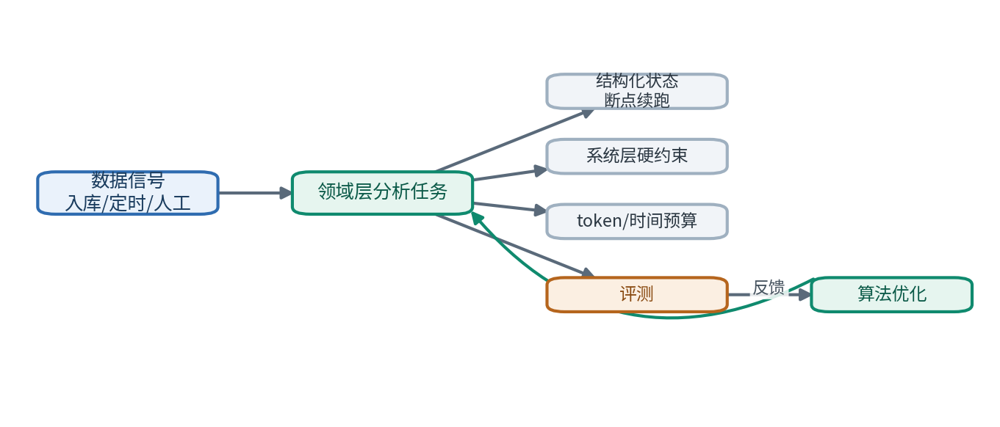 数据信号
入库/定时/人工
领域层分析任务
结构化状态
断点续跑
系统层硬约束
token/时间预算
评测
反馈
算法优化